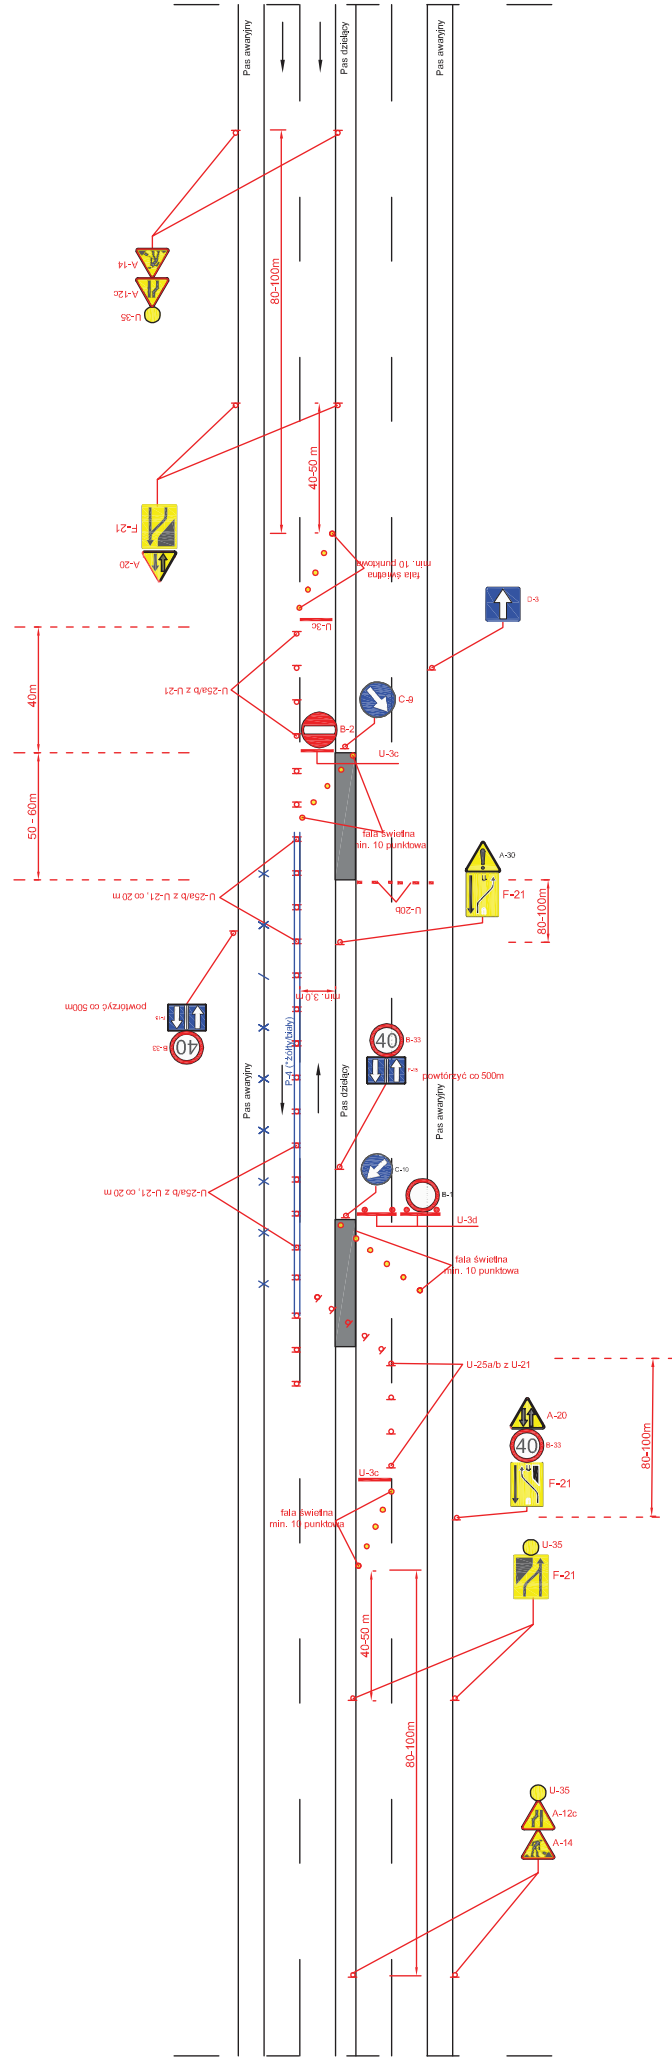 Pas awaryjny
Pas dzielący
Pas awaryjny
A-14
A-12c
U-35
80-100m
40-50 m
F-21
A-20
fala świetlna
min. 10 punktowa
U-3c
D-3
40m
U-25a/b z U-21
C-9
B-2
U-3c
50 - 60m
fala świetlna
min. 10 punktowa
A-30
F-21
80-100m
U-25a/b z U-21, co 20 m
U-20b
min. 3,0 m
powtórzyć co 500m
B-33
40
P-4 (*żółty/biały)
40
B-33
powtórzyć co 500m
Pas awaryjny
Pas dzielący
Pas awaryjny
C-10
B-1
U-25a/b z U-21, co 20 m
U-3d
fala świetlna
min. 10 punktowa
U-25a/b z U-21
A-20
40
B-33
F-21
80-100m
U-3c
fala świetlna
min. 10 punktowa
U-35
F-21
40-50 m
80-100m
U-35
A-12c
A-14